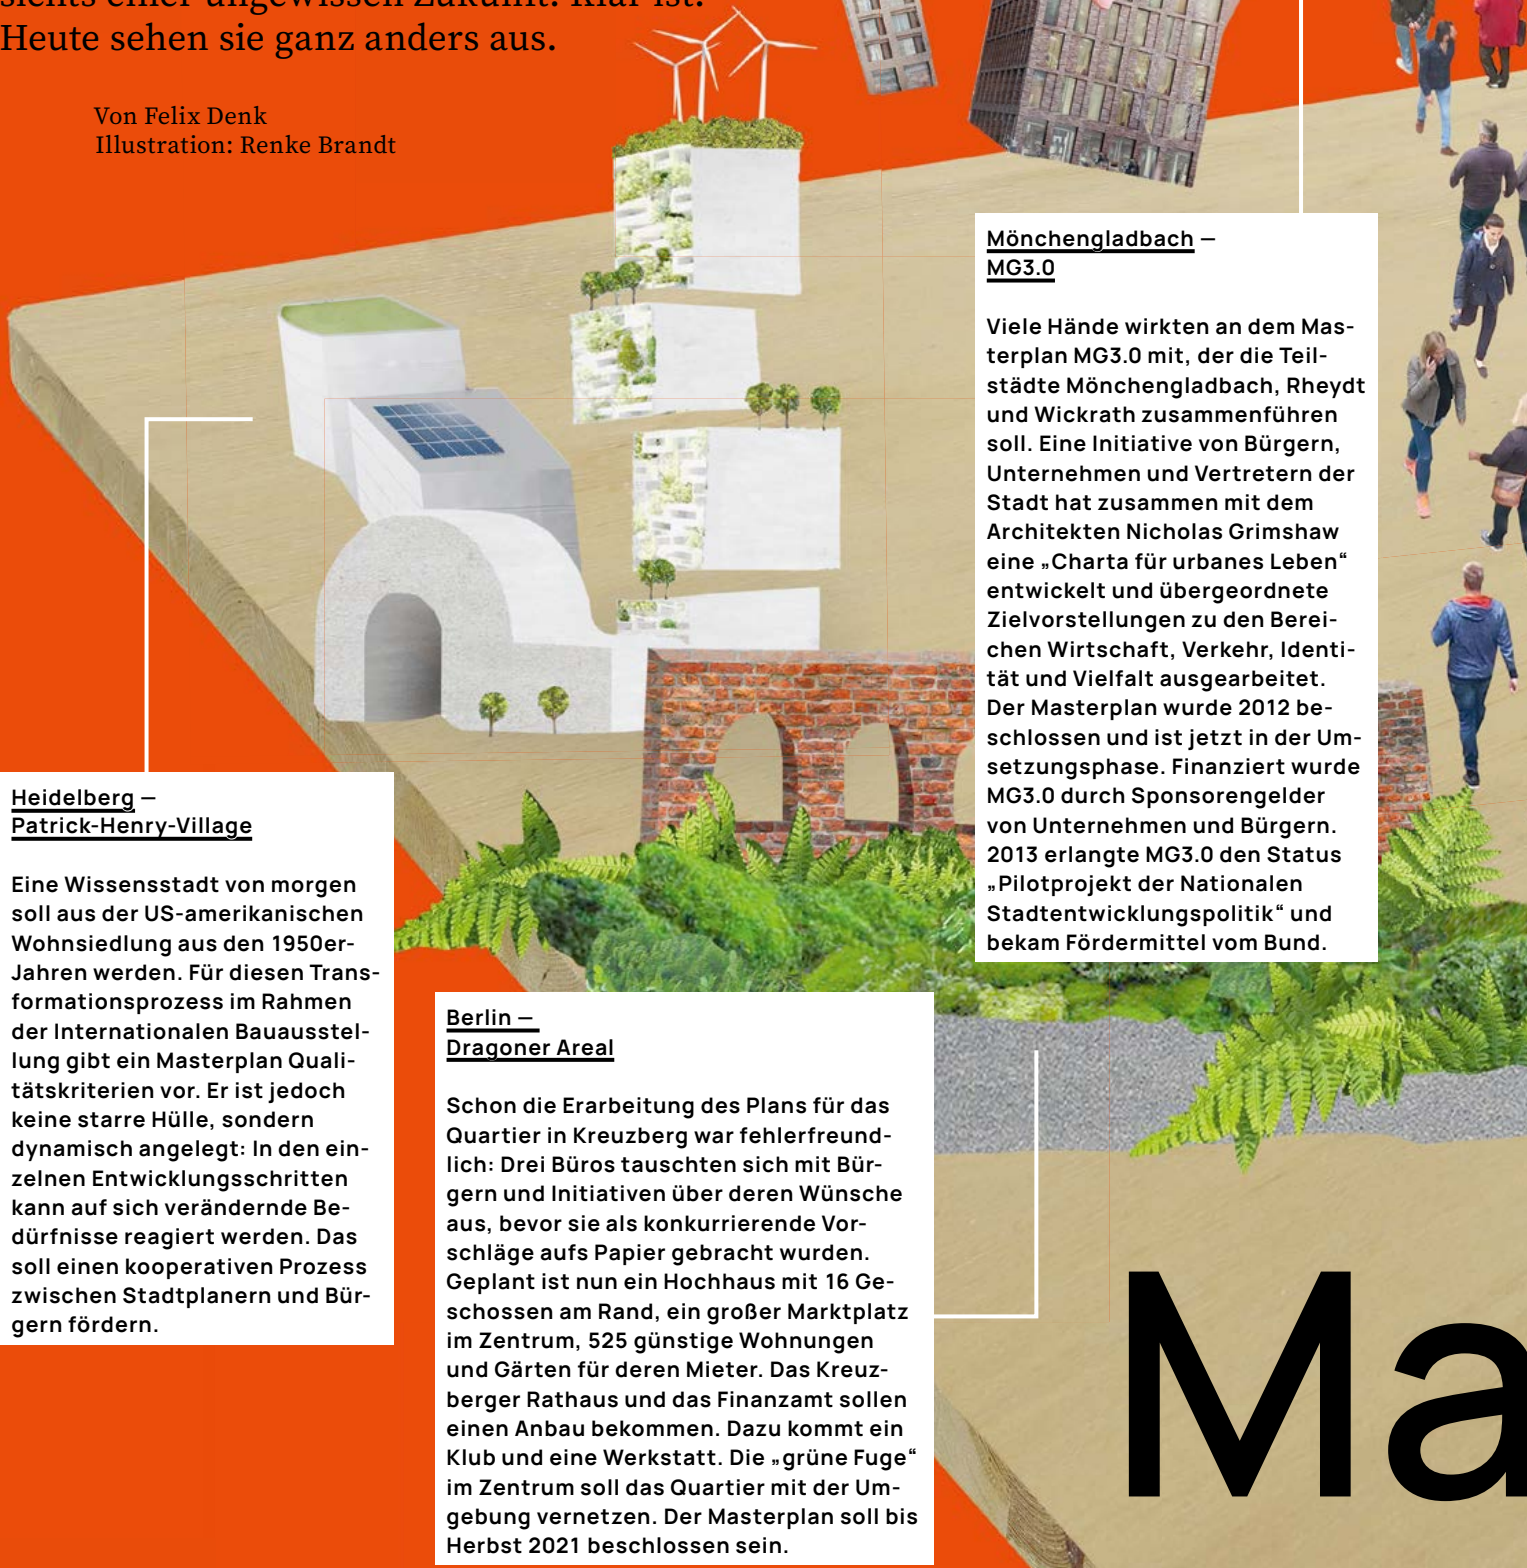 sichts einer ungewissen Zukunft. Klar ist:
Heute sehen sie ganz anders aus.
Von Felix Denk
Illustration: Renke Brandt
Mönchengladbach –
MG3.0
Viele Hände wirkten an dem Mas-
terplan MG3.0 mit, der die Teil-
städte Mönchengladbach, Rheydt
und Wickrath zusammenführen
soll. Eine Initiative von Bürgern,
Unternehmen und Vertretern der
Stadt hat zusammen mit dem
Architekten Nicholas Grimshaw
eine „Charta für urbanes Leben“
entwickelt und übergeordnete
Zielvorstellungen zu den Berei-
chen Wirtschaft, Verkehr, Identi-
tät und Vielfalt ausgearbeitet.
Der Masterplan wurde 2012 be-
schlossen und ist jetzt in der Um-
setzungsphase. Finanziert wurde
MG3.0 durch Sponsorengelder
von Unternehmen und Bürgern.
2013 erlangte MG3.0 den Status
„Pilotprojekt der Nationalen
Stadtentwicklungspolitik“ und
bekam Fördermittel vom Bund.
Heidelberg –
Patrick-Henry-Village
Eine Wissensstadt von morgen
soll aus der US-amerikanischen
Wohnsiedlung aus den 1950er-
Jahren werden. Für diesen Trans-
formationsprozess im Rahmen
der Internationalen Bauausstel-
lung gibt ein Masterplan Quali-
tätskriterien vor. Er ist jedoch
keine starre Hülle, sondern
dynamisch angelegt: In den ein-
zelnen Entwicklungsschritten
kann auf sich verändernde Be-
dürfnisse reagiert werden. Das
soll einen kooperativen Prozess
zwischen Stadtplanern und Bür-
gern fördern.
Berlin –
Dragoner Areal
Schon die Erarbeitung des Plans für das
Quartier in Kreuzberg war fehlerfreund-
lich: Drei Büros tauschten sich mit Bür-
gern und Initiativen über deren Wünsche
aus, bevor sie als konkurrierende Vor-
schläge aufs Papier gebracht wurden.
Geplant ist nun ein Hochhaus mit 16 Ge-
schossen am Rand, ein großer Marktplatz
im Zentrum, 525 günstige Wohnungen
und Gärten für deren Mieter. Das Kreuz-
berger Rathaus und das Finanzamt sollen
einen Anbau bekommen. Dazu kommt ein
Klub und eine Werkstatt. Die „grüne Fuge“
im Zentrum soll das Quartier mit der Um-
gebung vernetzen. Der Masterplan soll bis
Herbst 2021 beschlossen sein.
Ma